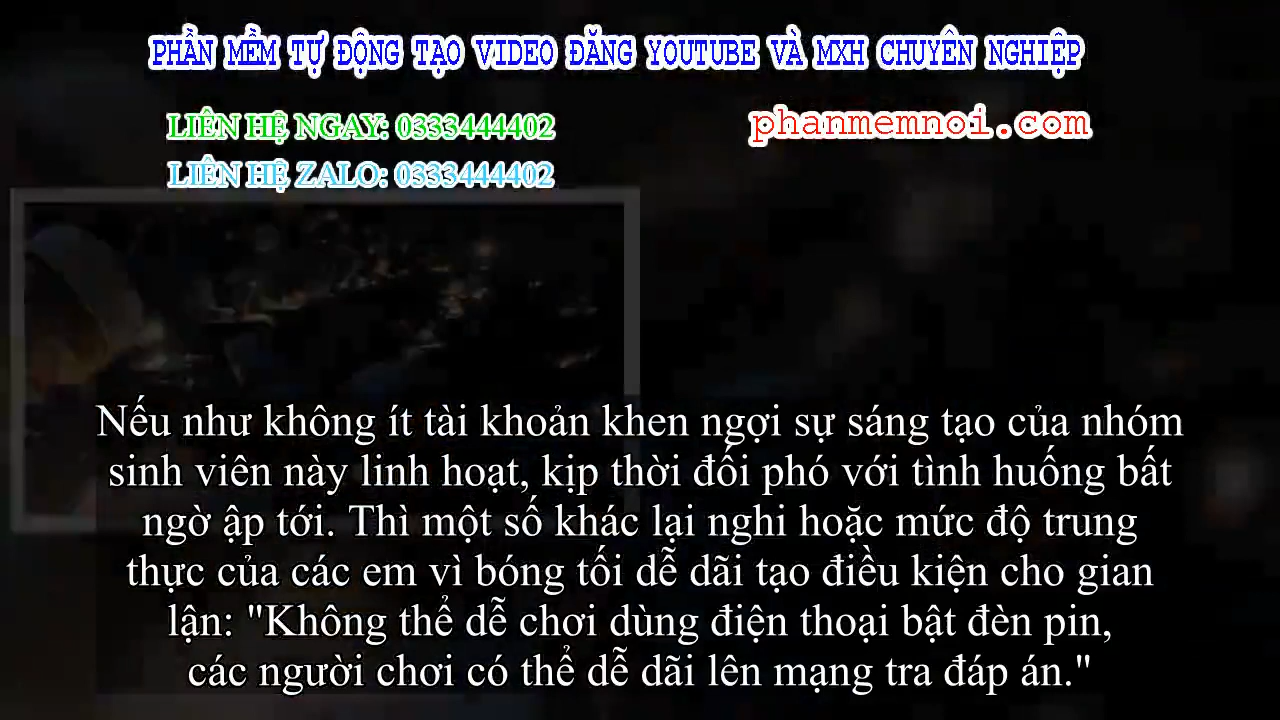 PHẦN MỀM TỰ ĐỘNG TẠO VIDEO ĐĂNG YOUTUBE VÀ MXH CHUYÊN NGHIỆP
LIÊN HỆ NGAY: 0333444402
phanmemnoi.com
LIÊN HỆ ZALO: 0333444402
Nếu như không ít tài khoản khen ngợi sự sáng tạo của nhóm
sinh viên này linh hoạt, kịp thời đối phó với tình huống bất
ngờ ập tới. Thì một số khác lại nghi hoặc mức độ trung
thực của các em vì bóng tối dễ dãi tạo điều kiện cho gian
lận: "Không thể dễ chơi dùng điện thoại bật đèn pin,
các người chơi có thể dễ dãi lên mạng tra đáp án."